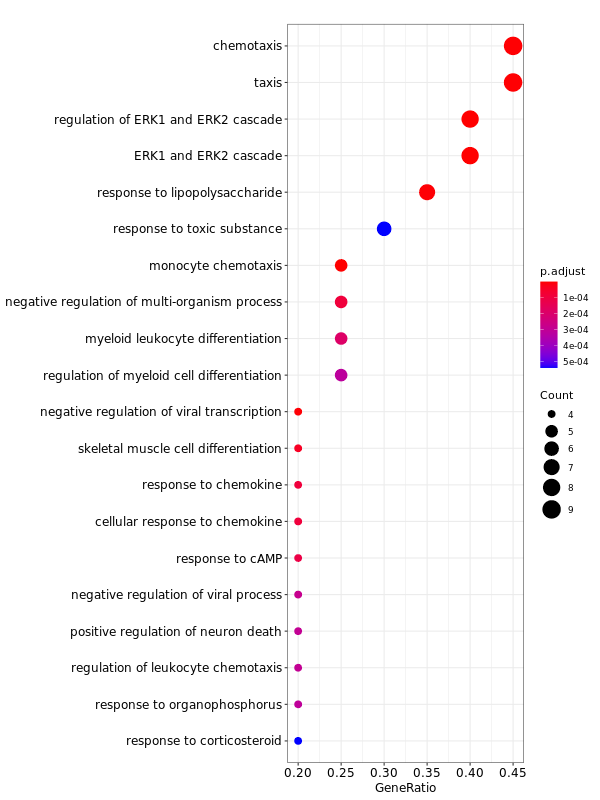 chemotaxis
taxis
regulation of ERK1 and ERK2 cascade
ERK1 and ERK2 cascade
response to lipopolysaccharide
response to toxic substance
monocyte chemotaxis
negative regulation of multi-organism process
myeloid leukocyte differentiation
regulation of myeloid cell differentiation
negative regulation of viral transcription
skeletal muscle cell differentiation
response to chemokine
cellular response to chemokine
response to cAMP
negative regulation of viral process
positive regulation of neuron death
regulation of leukocyte chemotaxis
response to organophosphorus
response to corticosteroid
0.20 0.25 0.30 0.35 0.40 0.45
GeneRatio
p.adjust
1e-04
2e-04
3e-04
4e-04
5e-04
Count
4
5
6
7
8
9